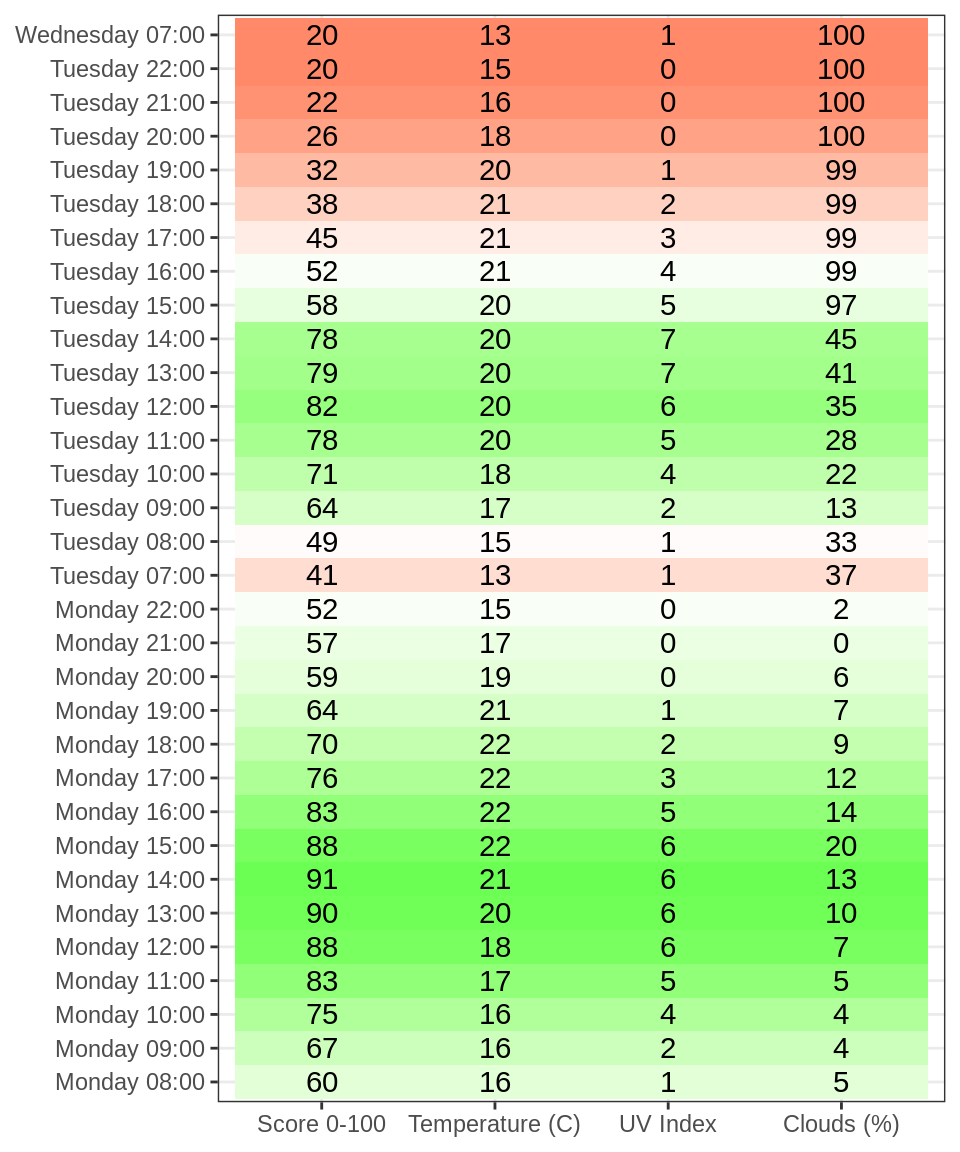 Wednesday 07:00 20 13 1 100
Tuesday 22:00 20 15 0 100
Tuesday 21:00 22 16 0 100
Tuesday 20:00 26 18 0 100
Tuesday 19:00 32 20 1 99
Tuesday 18:00 38 21 2 99
Tuesday 17:00 45 21 3 99
Tuesday 16:00 52 21 4 99
Tuesday 15:00 58 20 5 97
Tuesday 14:00 78 20 7 45
Tuesday 13:00 79 20 7 41
Tuesday 12:00 82 20 6 35
Tuesday 11:00 78 20 5 28
Tuesday 10:00 71 18 4 22
Tuesday 09:00 64 17 2 13
Tuesday 08:00 49 15 1 33
Tuesday 07:00 41 13 1 37
Monday 22:00 52 15 0 2
Monday 21:00 57 17 0 0
Monday 20:00 59 19 0 6
Monday 19:00 64 21 1 7
Monday 18:00 70 22 2 9
Monday 17:00 76 22 3 12
Monday 16:00 83 22 5 14
Monday 15:00 88 22 6 20
Monday 14:00 91 21 6 13
Monday 13:00 90 20 6 10
Monday 12:00 88 18 6 7
Monday 11:00 83 17 5 5
Monday 10:00 75 16 4 4
Monday 09:00 67 16 2 4
Monday 08:00 60 16 1 5
Score 0-100 Temperature (C) UV Index Clouds (%)